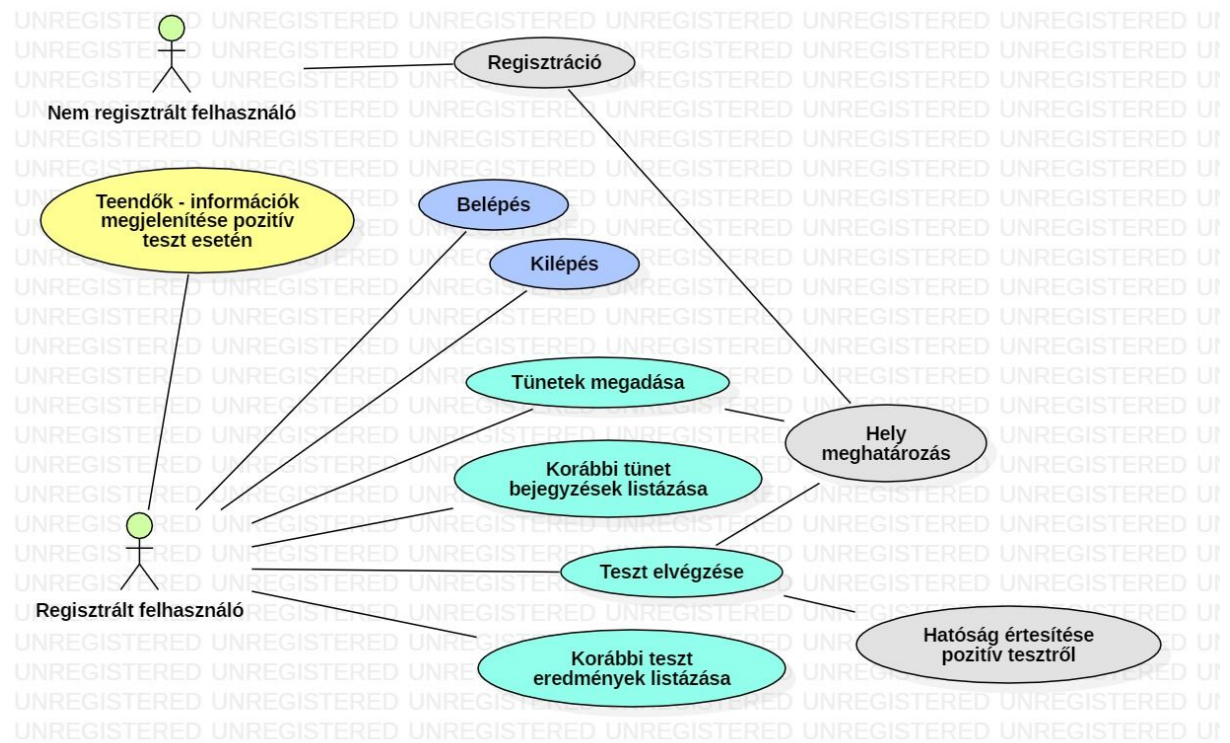 Regisztráció
Nem regisztrált felhasználó
Teendők - információk
megjelenítése pozitív
teszt esetén
Belépés
Kilépés
Tünetek megadása
Hely
meghatározás
Korábbi tünet
bejegyzések listázása
Teszt elvégzése
Regisztrált felhasználó
Hatóság értesítése
pozitív tesztről
Korábbi teszt
eredmények listázása
UNREGISTERED